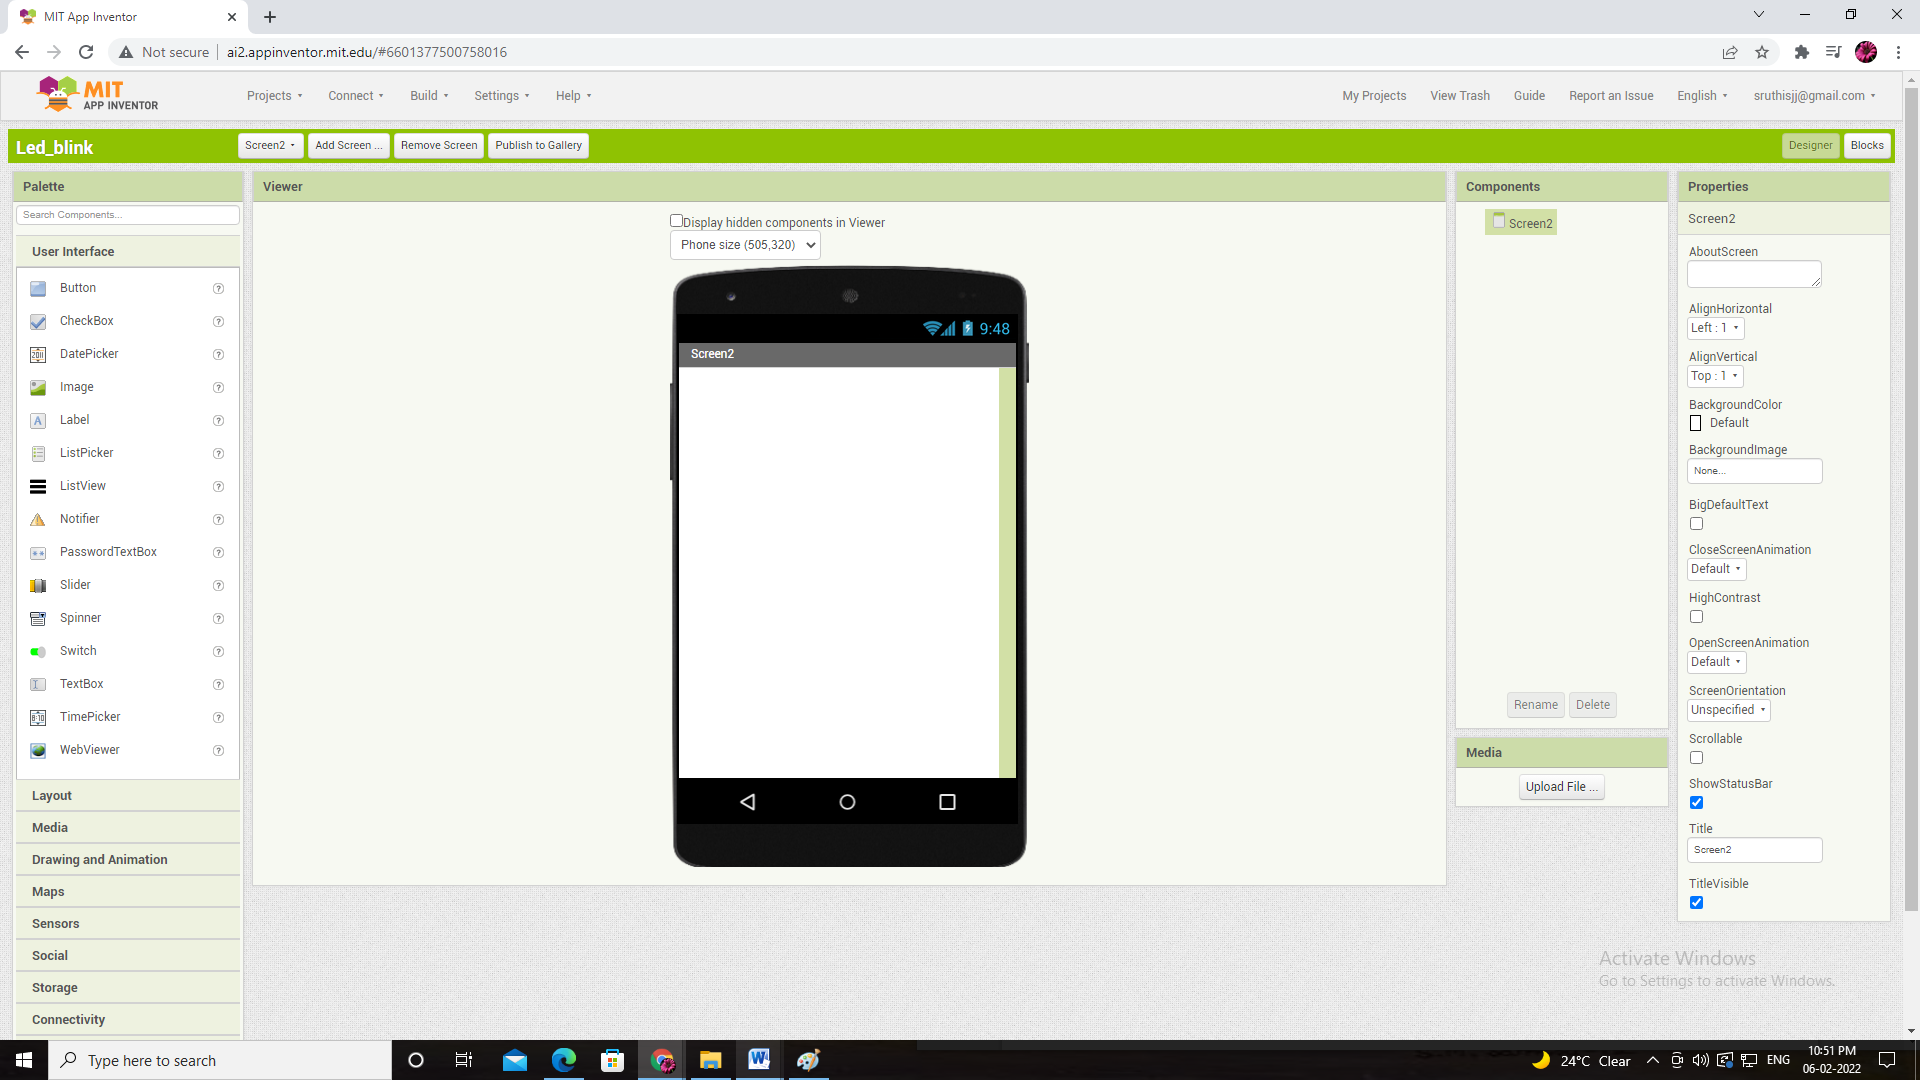 MIT App Inventor
Not secure
ai2.appinventor.mit.edu/#6601377500758016
MIT
APP INVENTOR
Projects
Connect
Build
Settings
Help
My Projects
View Trash
Guide
Report an Issue
English
sruthisjj@gmail.com
Led_blink
Screen2
Add Screen ...
Remove Screen
Publish to Gallery
Designer
Blocks
Palette
Search Components...
User Interface
Button
CheckBox
DatePicker
Image
Label
ListPicker
ListView
Notifier
PasswordTextBox
Slider
Spinner
Switch
TextBox
TimePicker
WebViewer
Layout
Media
Drawing and Animation
Maps
Sensors
Social
Storage
Connectivity
Viewer
Display hidden components in Viewer
Phone size (505,320)
9:48
Screen2
Components
Screen2
Rename
Delete
Media
Upload File ...
Properties
Screen2
AboutScreen
AlignHorizontal
Left : 1
AlignVertical
Top : 1
BackgroundColor
Default
BackgroundImage
None...
BigDefaultText
CloseScreenAnimation
Default
HighContrast
OpenScreenAnimation
Default
ScreenOrientation
Unspecified
Scrollable
ShowStatusBar
Title
Screen2
TitleVisible
Activate Windows
Go to Settings to activate Windows.
Type here to search
24°C Clear
ENG
10:51 PM
06-02-2022